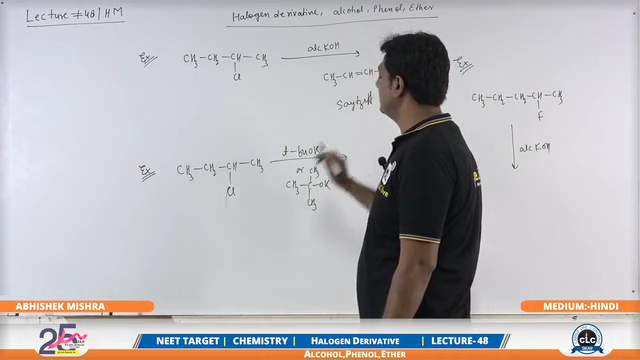 Lecture #48/HM
Halogen derivative, alcohol, Phenol, Ether
Ex
CH3-CH2-CH-CH3
Cl
alc KOH
CH3-CH=CH-
Saytzeff
Ex
CH3-CH2-CH2-CH-CH3
F
alc KOH
Ex
CH3-CH2-CH-CH3
Cl
t-BuOK
or
CH3
CH3-C-OK
CH3
ABHISHEK MISHRA
MEDIUM:-HINDI
25
NEET TARGET
CHEMISTRY
HALOGEN DERIVATIVE
LECTURE-48
ALCOHOL,PHENOL,ETHER
CLC